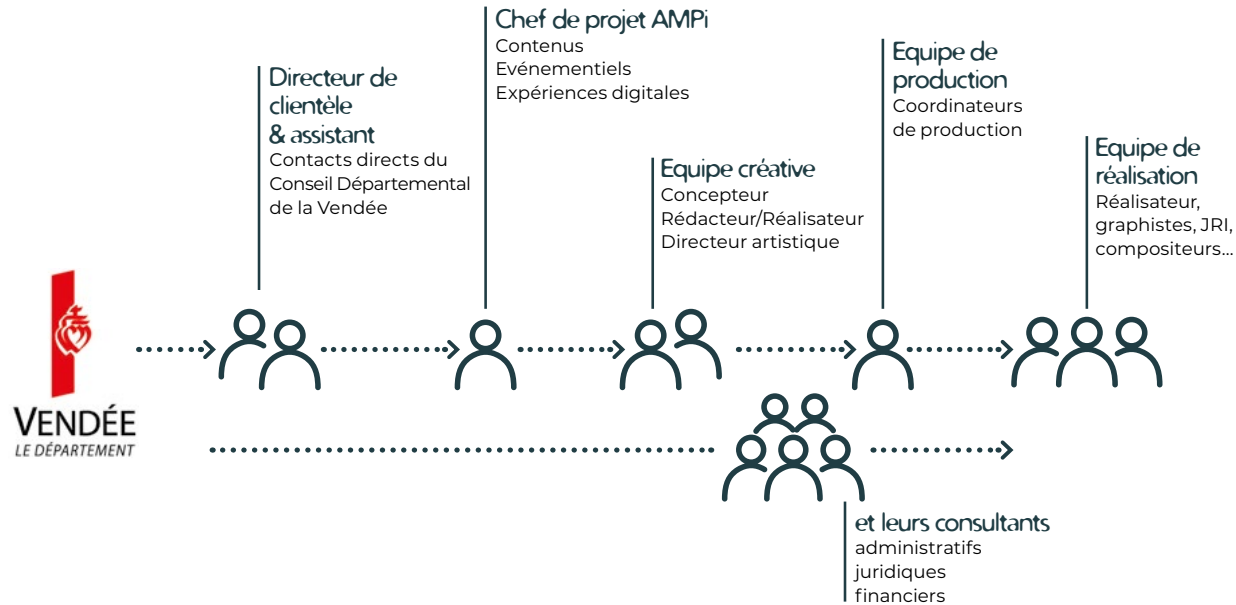 Chef de projet AMPi
Contenus
Evénementiels
Expériences digitales
Directeur de
clientèle
& assistant
Contacts directs du
Conseil Départemental
de la Vendée
Equipe créative
Concepteur
Rédacteur/Réalisateur
Directeur artistique
Equipe de
production
Coordinateurs
de production
Equipe de
réalisation
Réalisateur,
graphistes, JRI,
compositeurs...
VENDÉE
LE DÉPARTEMENT
et leurs consultants
administratifs
juridiques
financiers